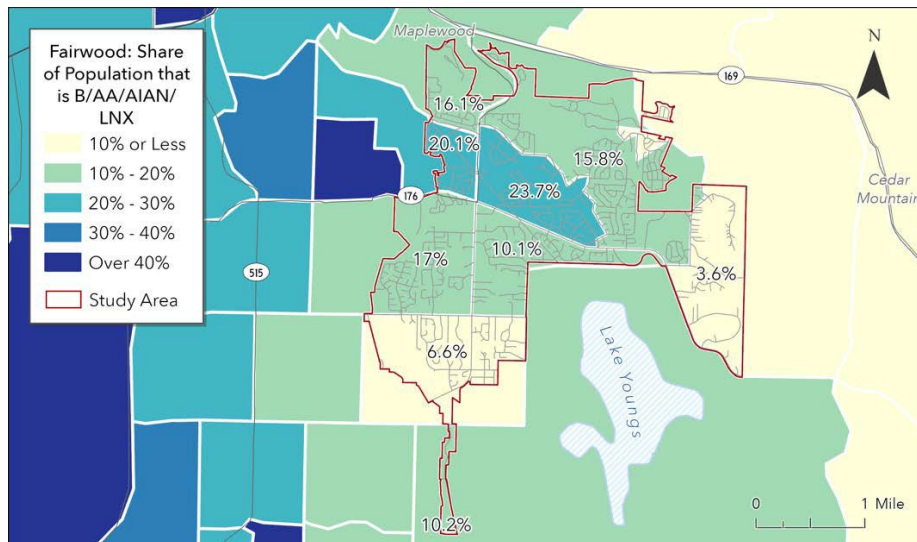 Fairwood: Share
of Population that
is B/AA/AIAN/
LNX
10% or Less
10% - 20%
20% - 30%
30% - 40%
Over 40%
Study Area
Maplewood
N
169
16.1%
20.1%
15.8%
23.7%
176
Cedar
Mountain
10.1%
17%
3.6%
515
6.6%
Lake Youngs
10.2%
0
1 Mile